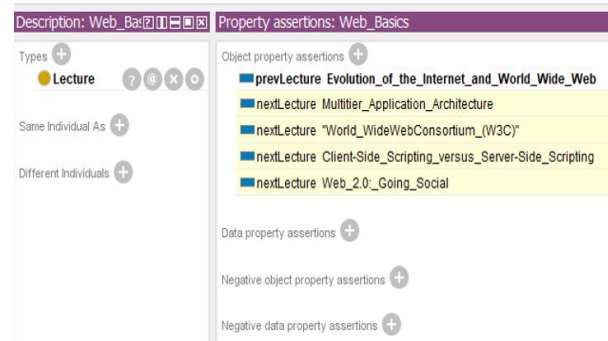 Description: Web_Bas
Property assertions: Web_Basics
Types
Lecture
Same Individual As
Different Individuals
Object property assertions
prevLecture Evolution_of_the_Internet_and_World_Wide_Web
nextLecture Multitier_Application_Architecture
nextLecture "World_WideWebConsortium_(W3C)"
nextLecture Client-Side_Scripting_versus_Server-Side_Scripting
nextLecture Web_2.0:_Going_Social
Data property assertions
Negative object property assertions
Negative data property assertions